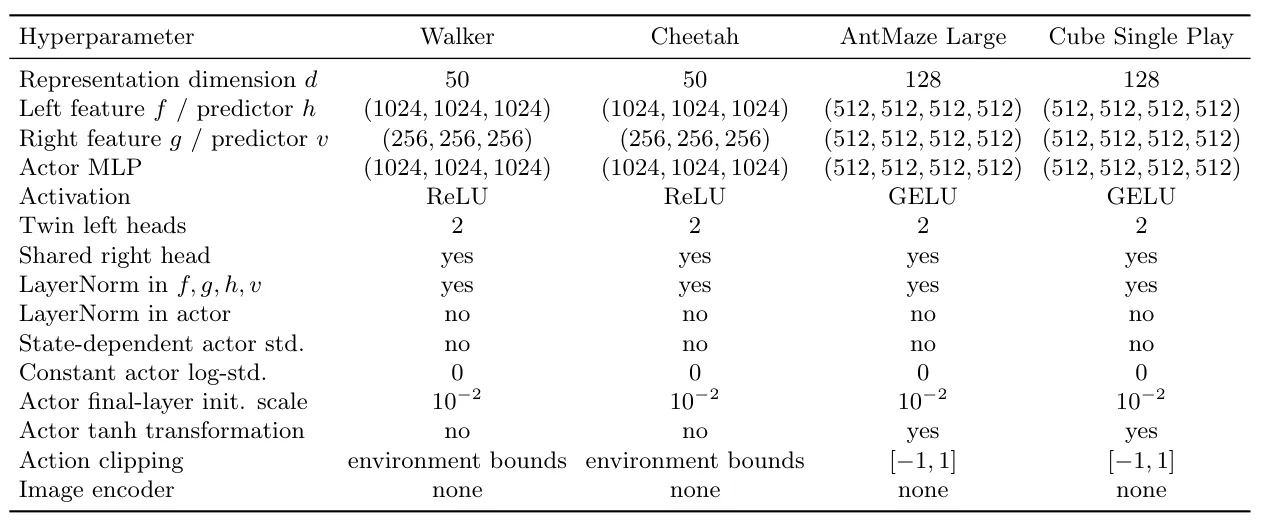 Hyperparameter Walker Cheetah AntMaze Large Cube Single Play
Representation dimension d 50 50 128 128
Left feature f / predictor h (1024, 1024, 1024) (1024, 1024, 1024) (512, 512, 512, 512) (512, 512, 512, 512)
Right feature g / predictor v (256, 256, 256) (256, 256, 256) (512, 512, 512, 512) (512, 512, 512, 512)
Actor MLP (1024, 1024, 1024) (1024, 1024, 1024) (512, 512, 512, 512) (512, 512, 512, 512)
Activation ReLU ReLU GELU GELU
Twin left heads 2 2 2 2
Shared right head yes yes yes yes
LayerNorm in f, g, h, v yes yes yes yes
LayerNorm in actor no no no no
State-dependent actor std. no no no no
Constant actor log-std. 0 0 0 0
Actor final-layer init. scale 10⁻² 10⁻² 10⁻² 10⁻²
Actor tanh transformation no no yes yes
Action clipping environment bounds environment bounds [−1, 1] [−1, 1]
Image encoder none none none none